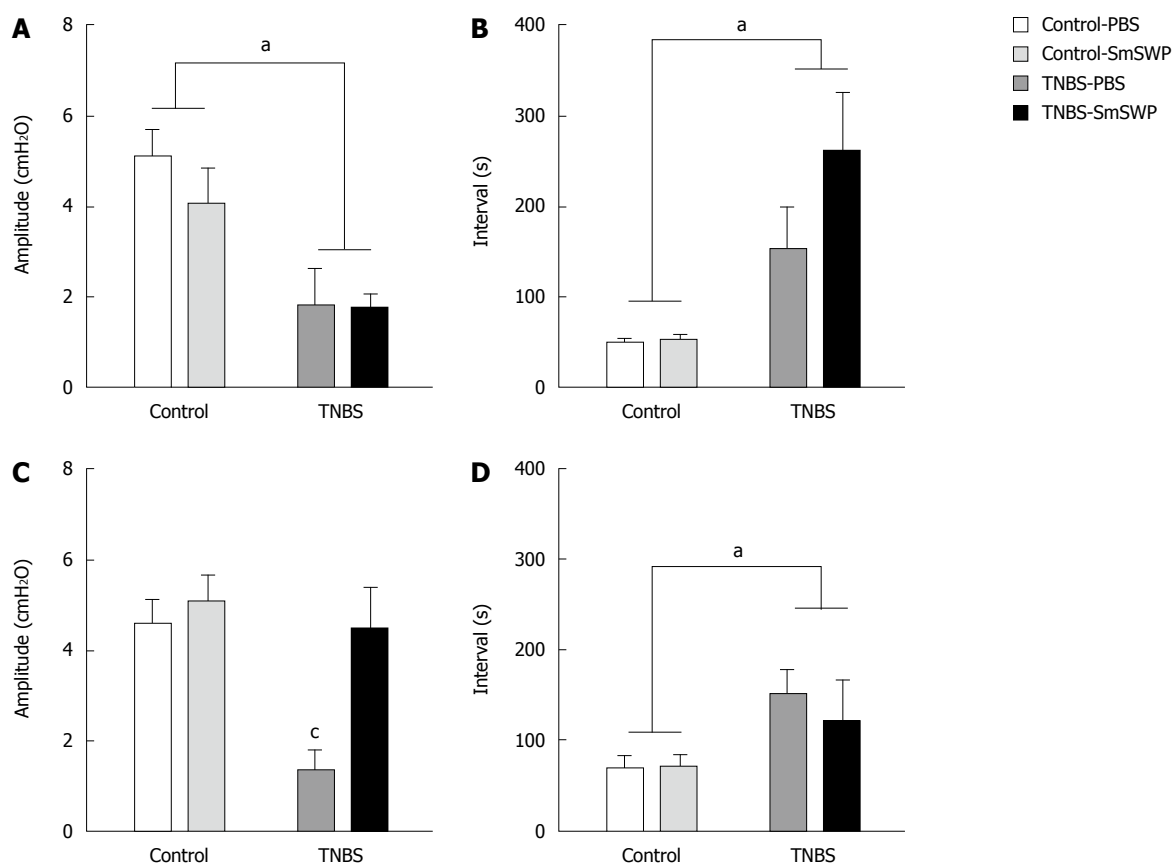 A
8
6
4
2
0
Amplitude (cmH₂O)
a
Control
TNBS
B
400
300
200
100
0
Interval (s)
a
Control
TNBS
Control-PBS
Control-SmSWP
TNBS-PBS
TNBS-SmSWP
C
8
6
4
2
0
Amplitude (cmH₂O)
c
Control
TNBS
D
400
300
200
100
0
Interval (s)
a
Control
TNBS